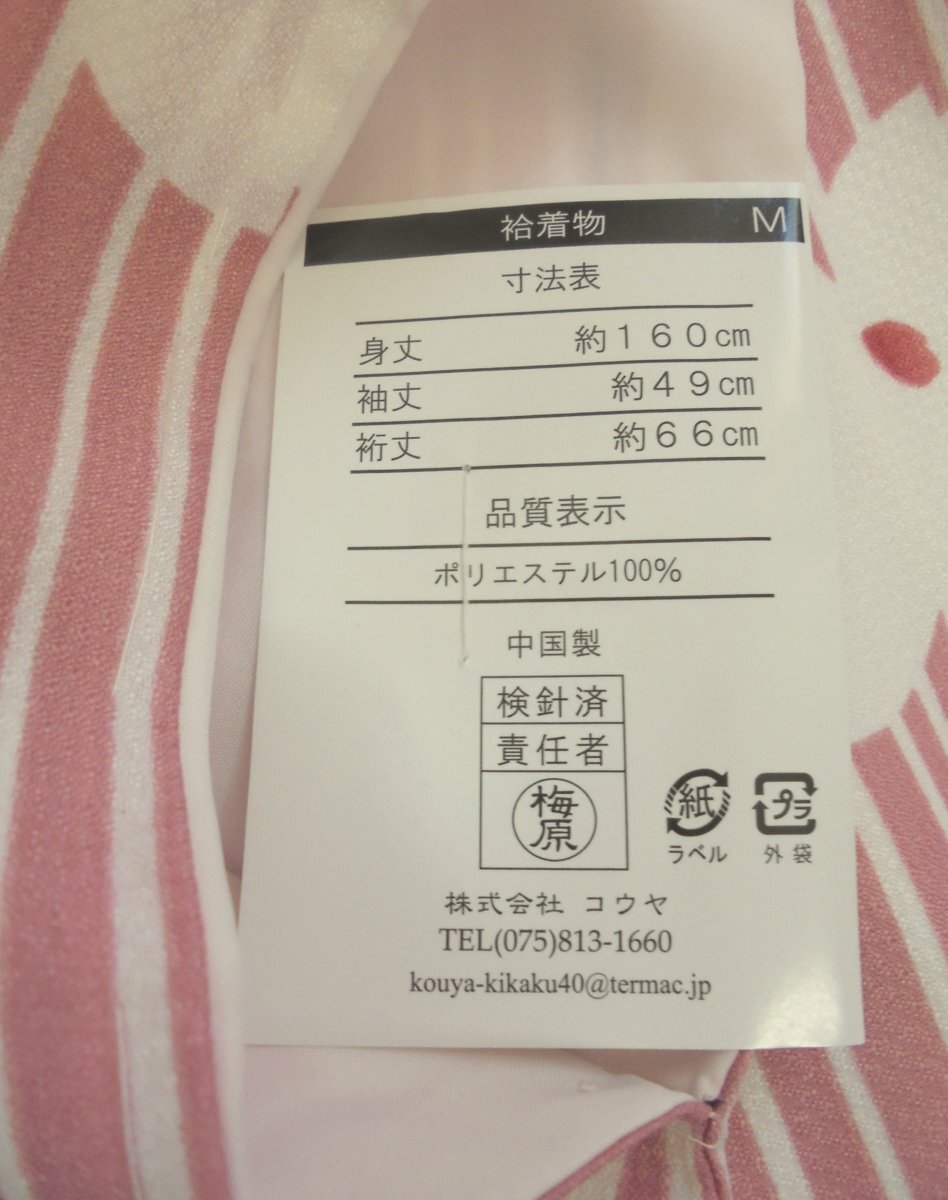 袷着物 M
寸法表
身丈 約１６０㎝
袖丈 約４９㎝
裄丈 約６６㎝
品質表示
ポリエステル100%
中国製
検針済
責任者
梅原
紙 プラ
ラベル 外袋
株式会社 コウヤ
TEL(075)813-1660
kouya-kikaku40@termac.jp